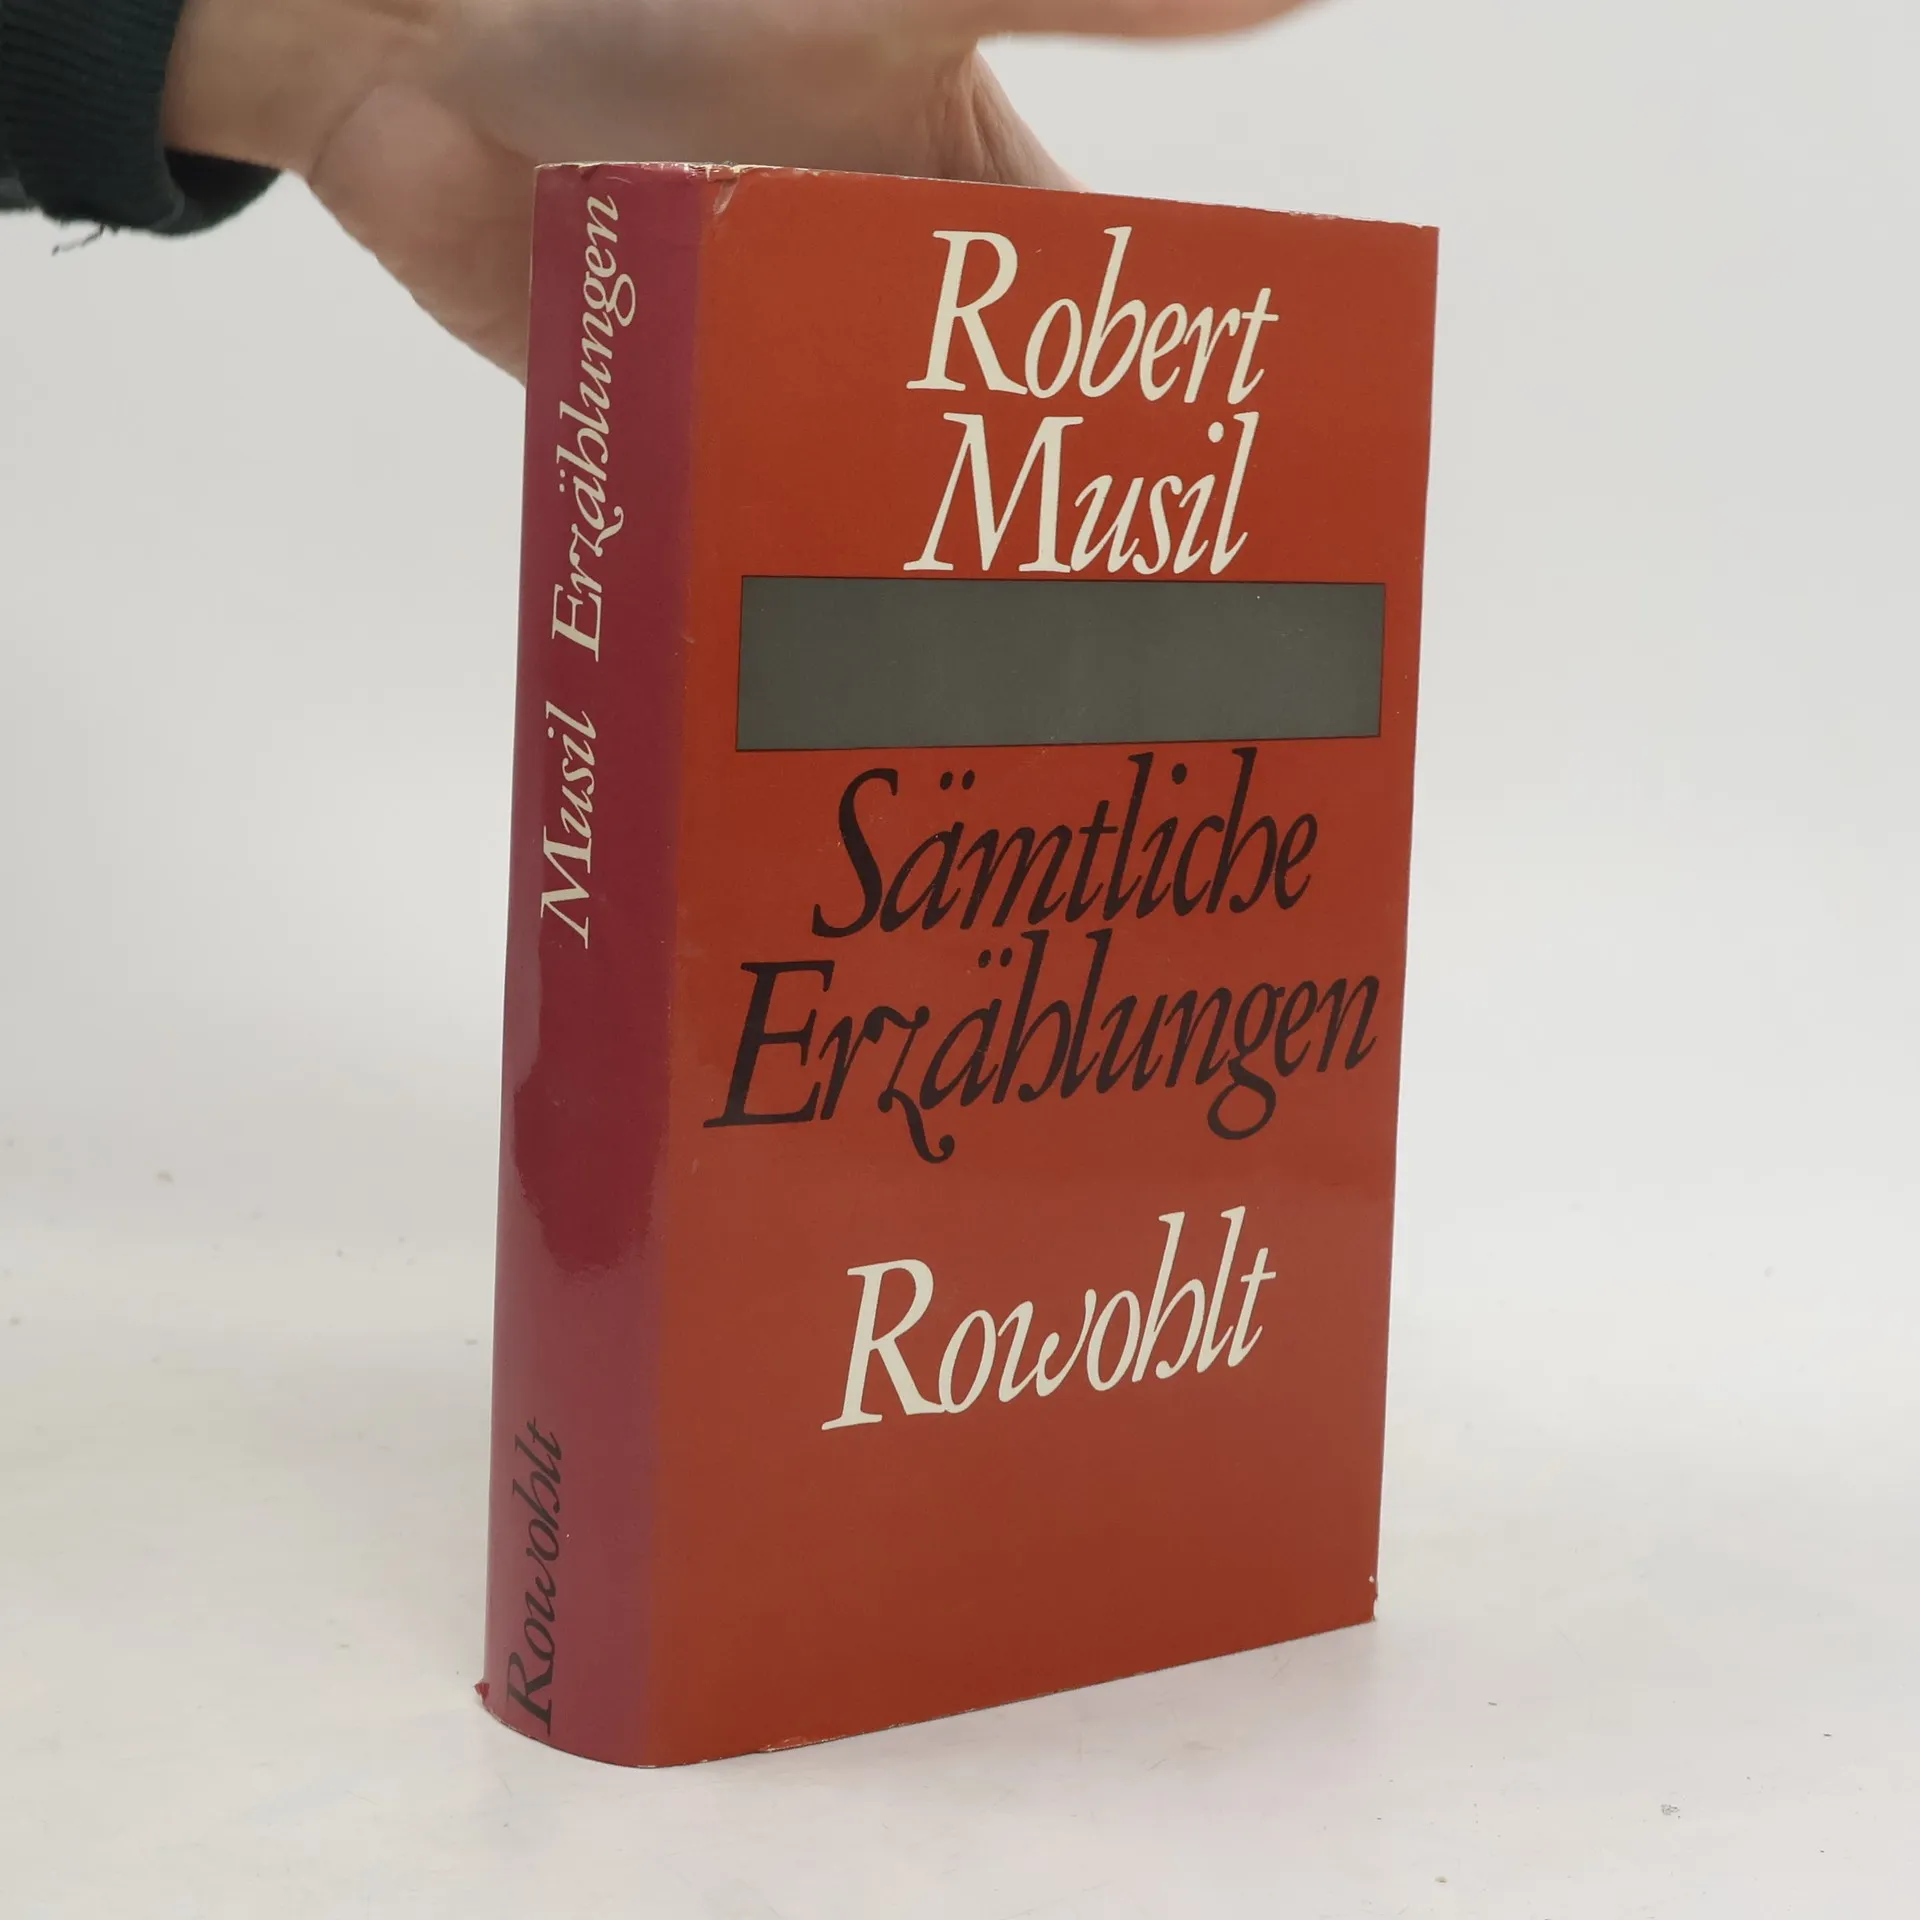 Robert
Musil
Sämtliche
Erzählungen
Rowohlt
Musil Erzählungen
Rowohlt